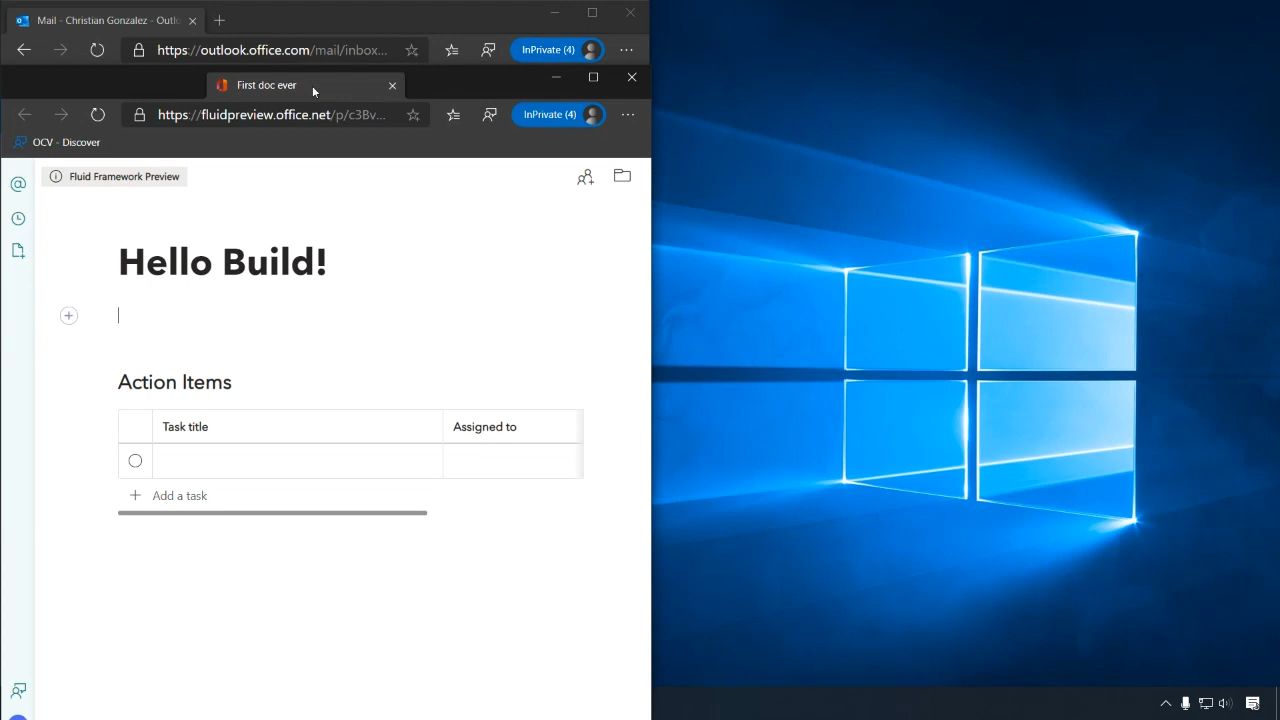 Mail - Christian Gonzalez - Outlo
https://outlook.office.com/mail/inbox...
InPrivate (4)
First doc ever
https://fluidpreview.office.net/p/c3Bv...
InPrivate (4)
OCV - Discover
Fluid Framework Preview
Hello Build!
Action Items
Task title Assigned to
Add a task